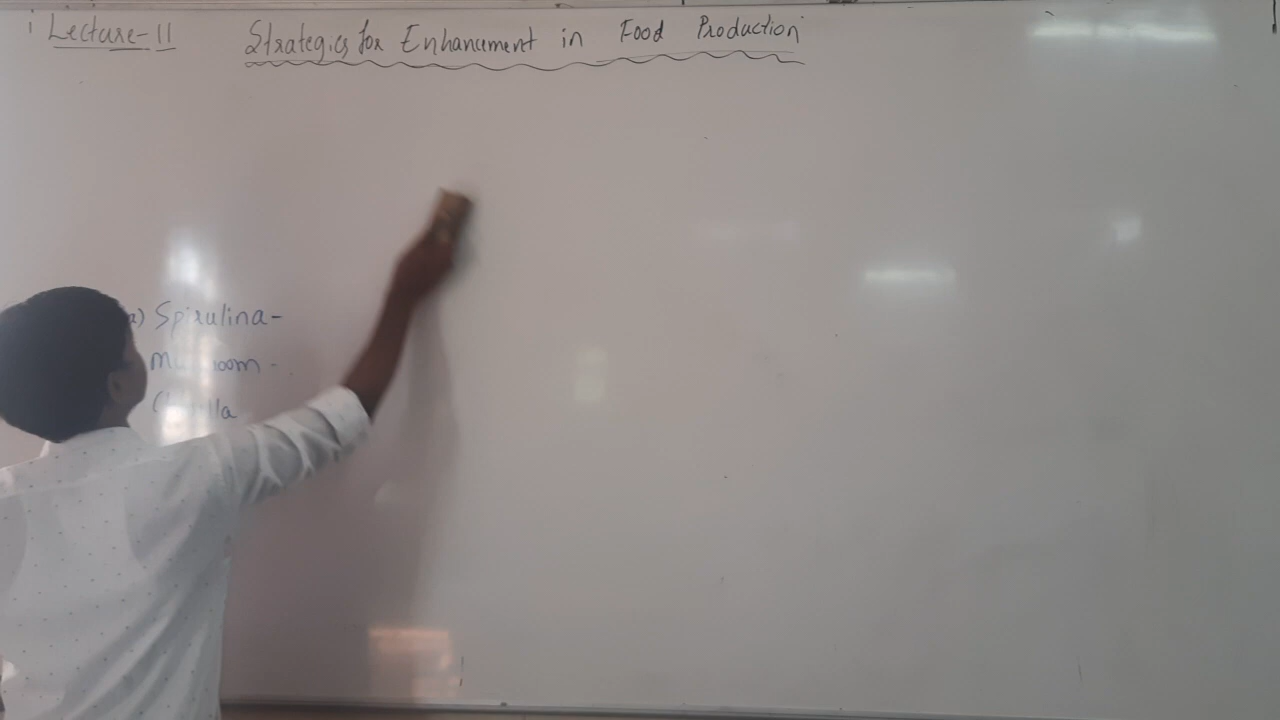 Lecture-11 Strategies for Enhancement in Food Production
a) Spirulina-